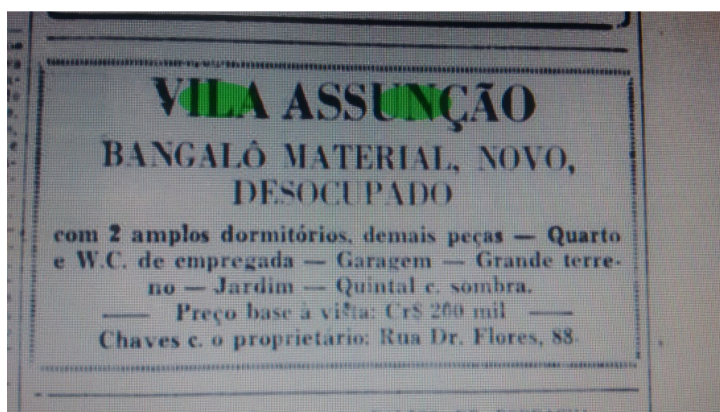 VILA ASSUNÇÃO
BANGALÔ MATERIAL, NOVO,
DESOCUPADO
com 2 amplos dormitórios, demais peças — Quarto
e W.C. de empregada — Garagem — Grande terre-
no — Jardim — Quintal c. sombra.
— Preço base à vista: Cr$ 200 mil —
Chaves c. o proprietário: Rua Dr. Flores, 88